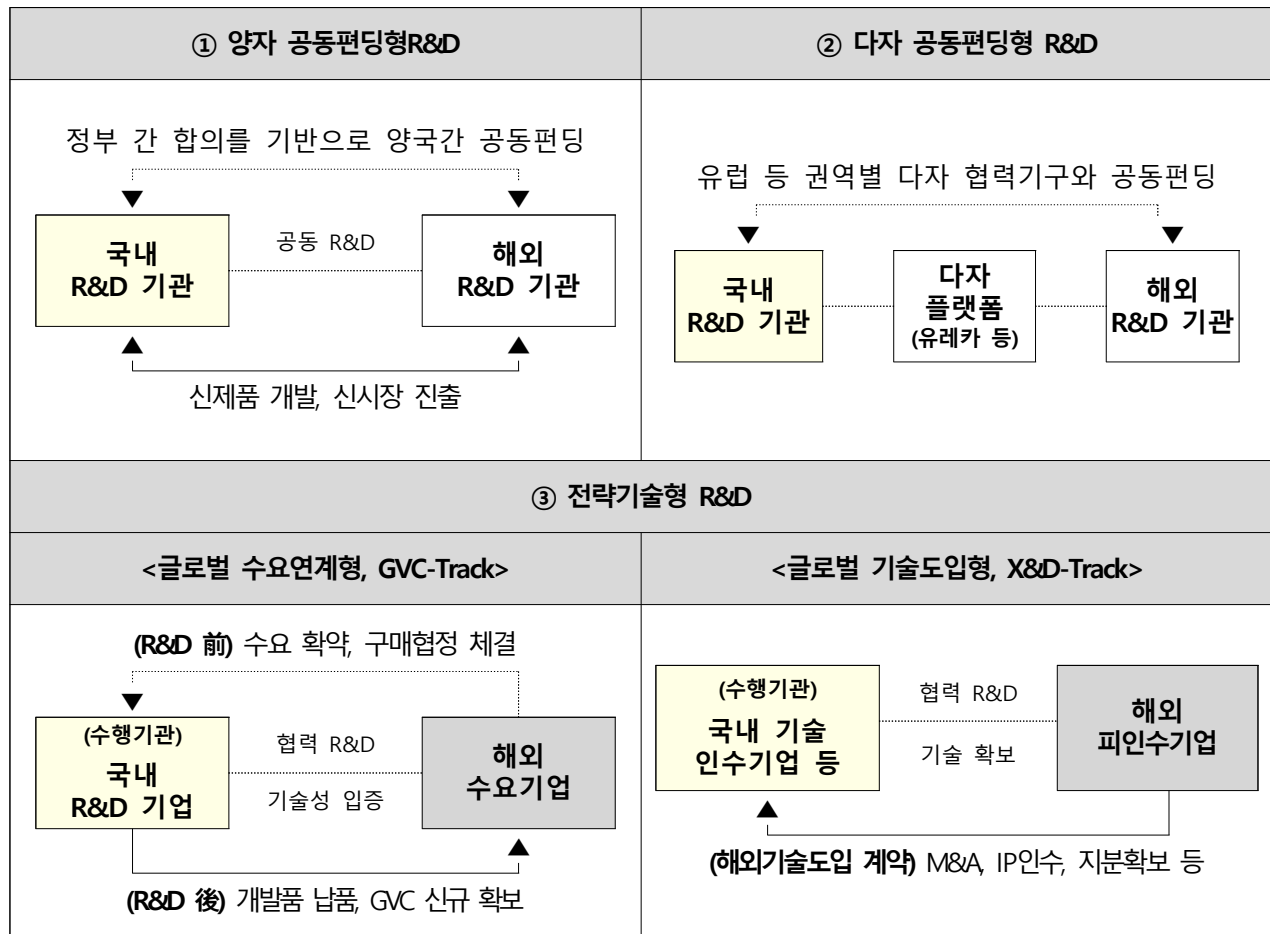 ① 양자 공동편딩형R&D
② 다자 공동편딩형 R&D
정부 간 합의를 기반으로 양국간 공동펀딩
국내
R&D 기관
공동 R&D
해외
R&D 기관
신제품 개발, 신시장 진출
유럽 등 권역별 다자 협력기구와 공동펀딩
국내
R&D 기관
다자
플랫폼
(유레카 등)
해외
R&D 기관
③ 전략기술형 R&D
<글로벌 수요연계형, GVC-Track>
<글로벌 기술도입형, X&D-Track>
(R&D 前) 수요 확약, 구매협정 체결
(수행기관)
국내
R&D 기업
협력 R&D
기술성 입증
해외
수요기업
(R&D 後) 개발품 납품, GVC 신규 확보
(수행기관)
국내 기술
인수기업 등
협력 R&D
기술 확보
해외
피인수기업
(해외기술도입 계약) M&A, IP인수, 지분확보 등